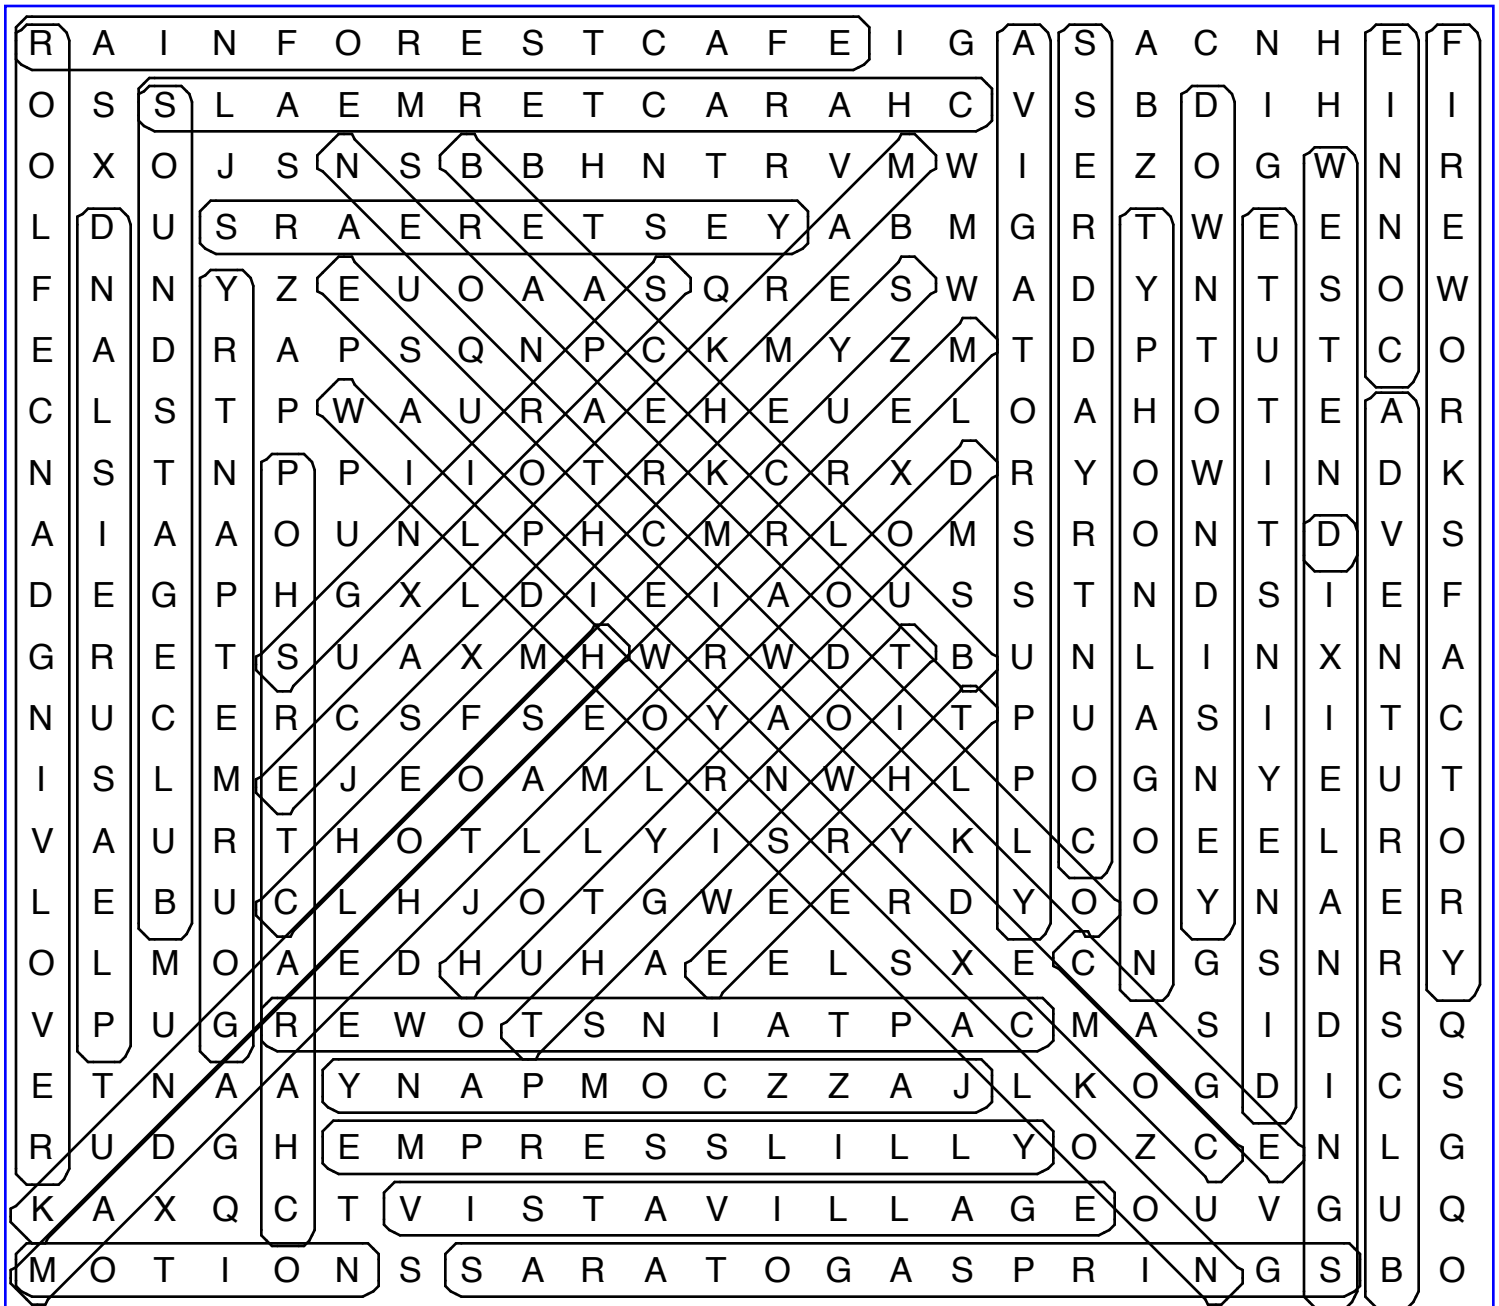 R A I N F O R E S T C A F E I G A S A C N H E F
O S S L A E M R E T C A R A H C V S B D I H I I
O X O J S N S B B H N T R V M W I E Z O G W N R
L D U S R A E R E T S E Y A B M G R T W E E N E
F N N Y Z E U O A A S Q R E S W A D Y N T S O W
E A D R A P S Q N P C K M Y Z M T D P T U T C O
C L S T P W A U R A E H E U E L O A H O T E A R
N S T N P P I I O T R K C R X D R Y O W I N D K
A I A A O U N L P H C M R L O M S R O N T D V S
D E G P H G X L D I E I A O U S S T N D S I E F
G R E T S U A X M H W R W D T B U N L I N X N A
N U C E R C S F S E O Y A O I T P U A S I I T C
I S L M E J E O A M L R N W H L P O G N Y E U T
V A U R T H O T L L Y I S R Y K L C O E E L R O
L E B U C L H J O T G W E E R D Y O O Y N A E R
O L M O A E D H U H A E E L S X E C N G S N R Y
V P U G R E W O T S N I A T P A C M A S I D S Q
E T N A A Y N A P M O C Z Z A J L K O G D I C S
R U D G H E M P R E S S L I L L Y O Z C E N L G
K A X Q C T V I S T A V I L L A G E O U V G U Q
M O T I O N S S A R A T O G A S P R I N G S B O